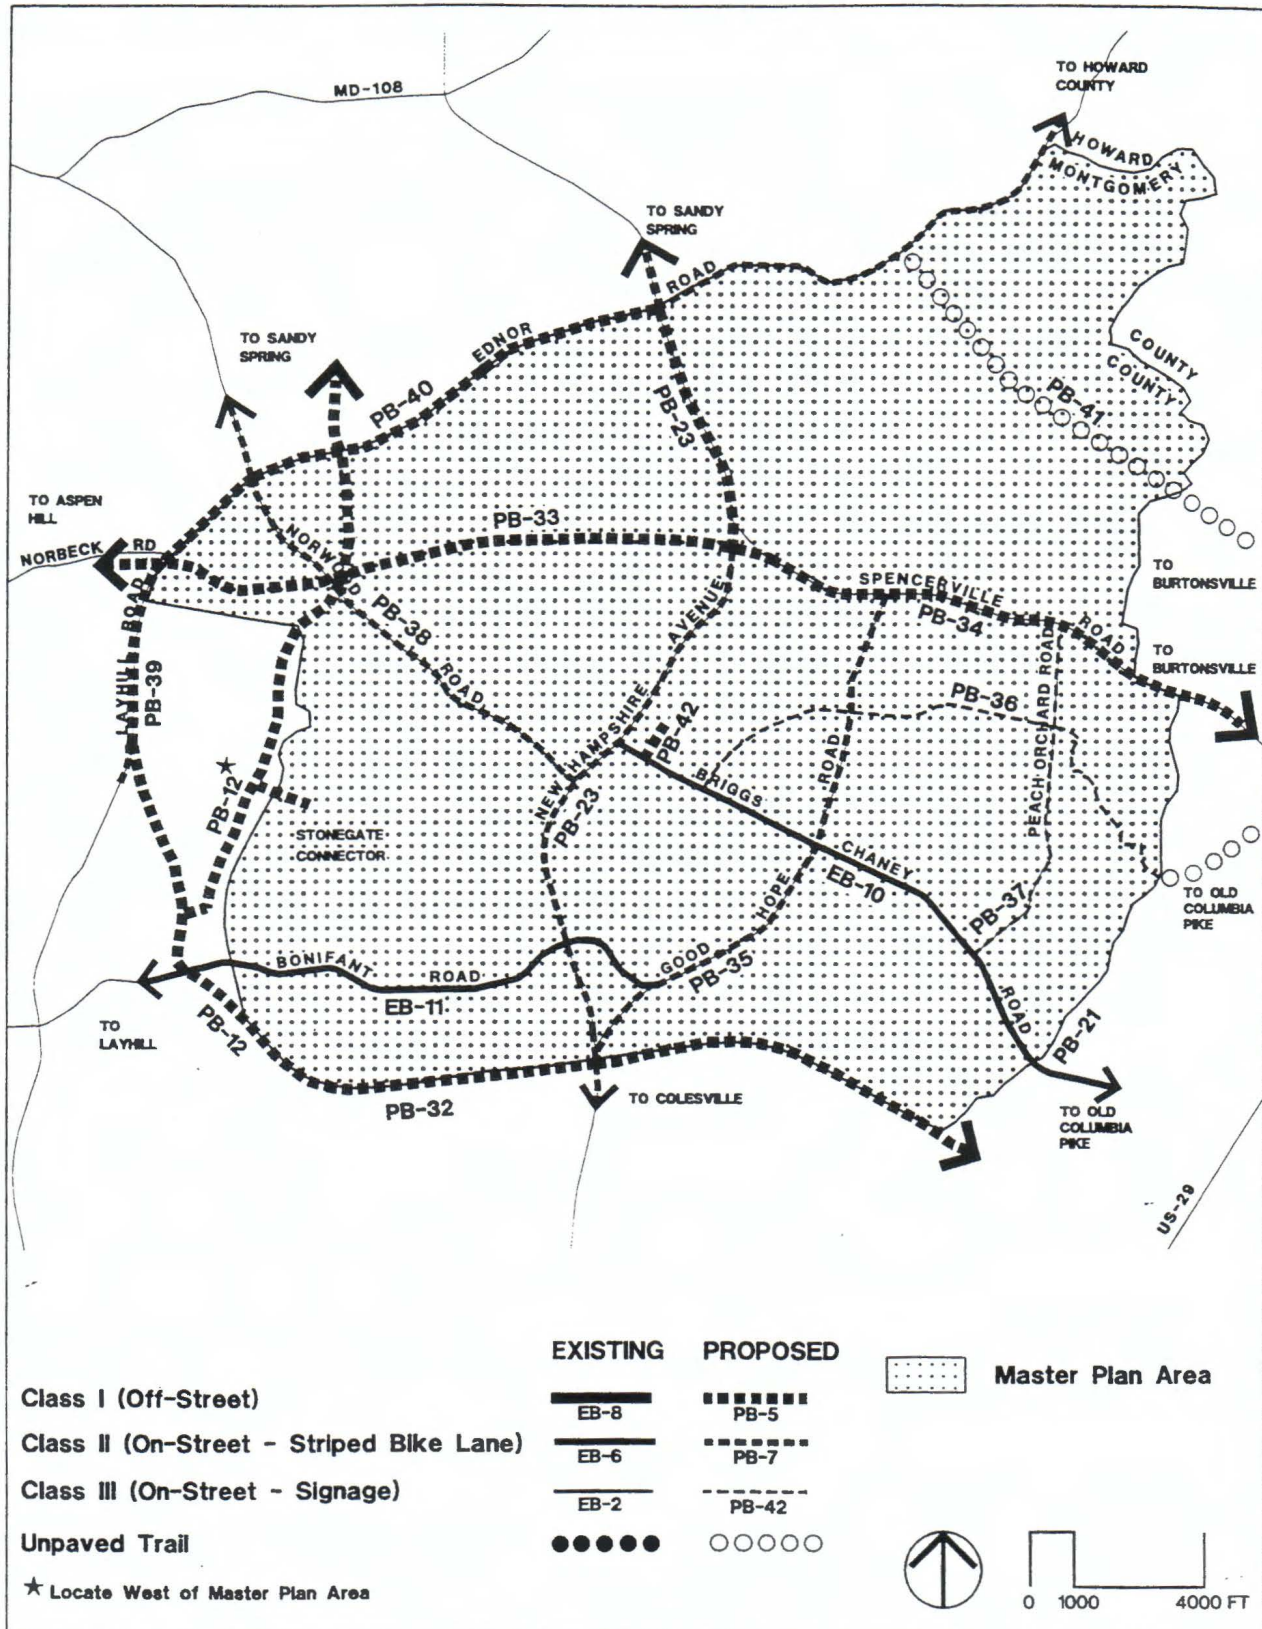 MD-108
TO HOWARD
COUNTY
HOWARD
MONTGOMERY
TO SANDY
SPRING
ROAD
TO SANDY
SPRING
EDNOR
COUNTY
COUNTY
PB-40
PB-23
PB-41
TO ASPEN
HILL
NORBECK RD
NORWOOD
PB-33
TO
BURTONSVILLE
SPENCERVILLE
PB-34
ROAD
LAYHILL ROAD
PB-39
PB-38
ROAD
AVENUE
PEACH ORCHARD ROAD
TO
BURTONSVILLE
PB-36
NEW HAMPSHIRE
PB-42
ROAD
PB-12
BRIGGS
PB-23
STONEGATE
CONNECTOR
CHANEY
EB-10
HOPE
PB-37
TO OLD
COLUMBIA
PIKE
BONIFANT
ROAD
GOOD
PB-35
EB-11
ROAD
TO
LAYHILL
PB-12
PB-21
PB-32
TO COLESVILLE
TO OLD
COLUMBIA
PIKE
US-29
EXISTING PROPOSED
Master Plan Area
Class I (Off-Street)
EB-8 PB-5
Class II (On-Street - Striped Bike Lane)
EB-6 PB-7
Class III (On-Street - Signage)
EB-2 PB-42
Unpaved Trail
★ Locate West of Master Plan Area
0 1000 4000 FT